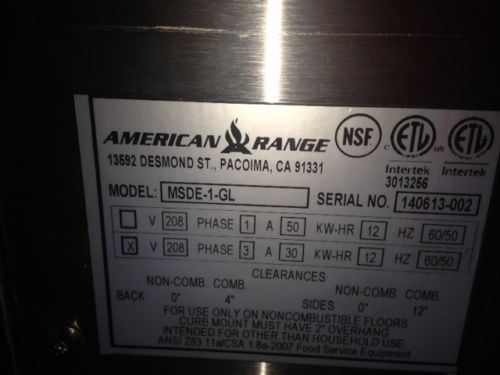 AMERICAN RANGE NSF C ETL US ETL
13592 DESMOND ST., PACOIMA, CA 91331 Intertek Intertek
3013256
MODEL: MSDE-1-GL SERIAL NO. 140613-002
V 208 PHASE 1 A 50 KW-HR 12 HZ 60/50
X V 208 PHASE 3 A 30 KW-HR 12 HZ 60/50
CLEARANCES
NON-COMB. COMB. NON-COMB. COMB.
BACK 0" 4" SIDES 0" 12"
FOR USE ONLY ON NONCOMBUSTIBLE FLOORS
CURB MOUNT MUST HAVE 2" OVERHANG
INTENDED FOR OTHER THAN HOUSEHOLD USE
ANSI Z83.11a/CSA 1.8a-2007 Food Service Equipment